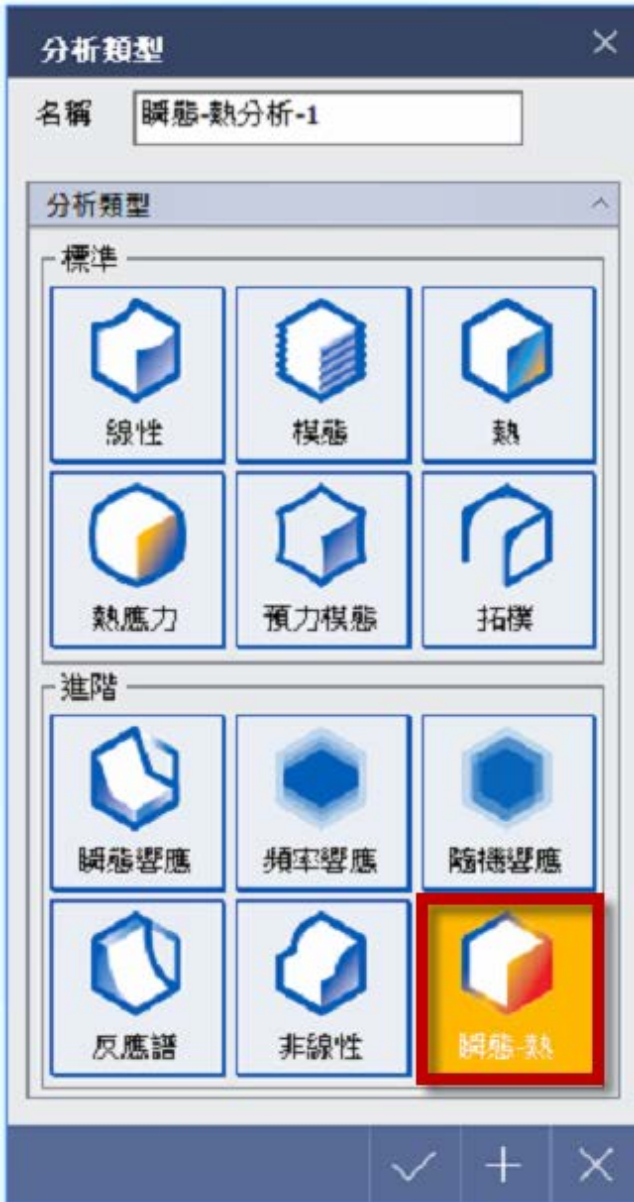 分析類型
名稱 瞬態-熱分析-1
分析類型
標準
線性 模態 熱
熱應力 預力模態 拓樸
進階
瞬態響應 頻率響應 隨機響應
反應譜 非線性 瞬態-熱